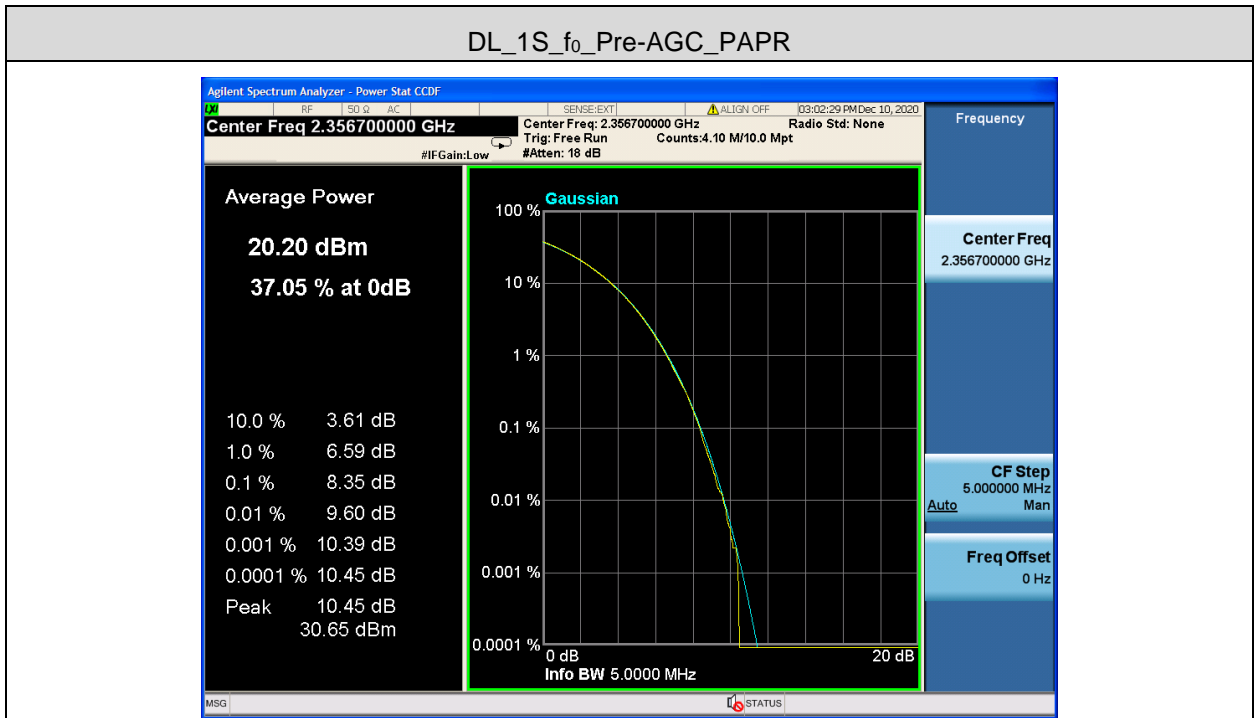 DL_1S_f0_Pre-AGC_PAPR
Agilent Spectrum Analyzer - Power Stat CCDF
LXI RF 50 Ω AC SENSE:EXT ALIGN OFF 03:02:29 PM Dec 10, 2020
Center Freq 2.356700000 GHz
Center Freq: 2.356700000 GHz Radio Std: None
Trig: Free Run Counts:4.10 M/10.0 Mpt
#IFGain:Low #Atten: 18 dB
Average Power
20.20 dBm
37.05 % at 0dB
10.0 % 3.61 dB
1.0 % 6.59 dB
0.1 % 8.35 dB
0.01 % 9.60 dB
0.001 % 10.39 dB
0.0001 % 10.45 dB
Peak 10.45 dB
30.65 dBm
Gaussian
100 %
10 %
1 %
0.1 %
0.01 %
0.001 %
0.0001 %
0 dB 20 dB
Info BW 5.0000 MHz
Frequency
Center Freq
2.356700000 GHz
CF Step
5.000000 MHz
Auto Man
Freq Offset
0 Hz
MSG STATUS